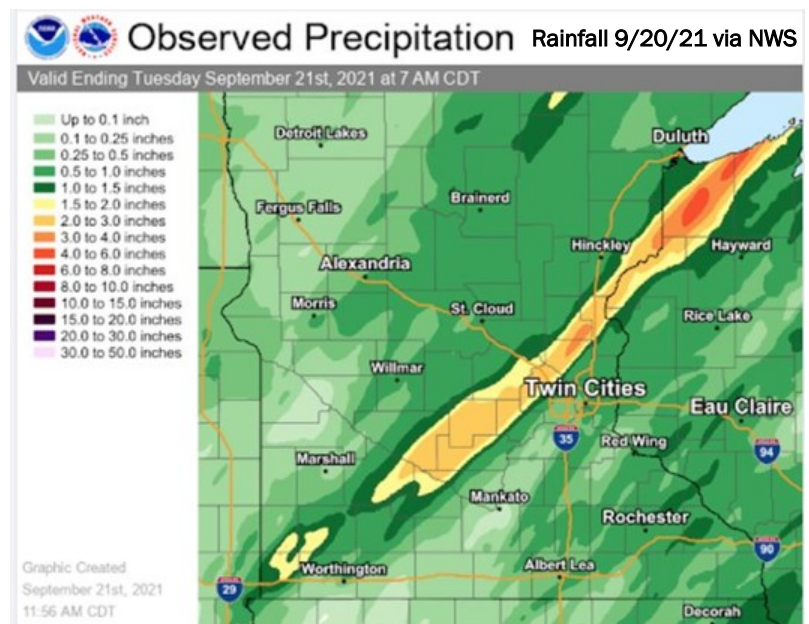 Observed Precipitation
Rainfall 9/20/21 via NWS
Valid Ending Tuesday September 21st, 2021 at 7 AM CDT
Up to 0.1 inch
0.1 to 0.25 inches
0.25 to 0.5 inches
0.5 to 1.0 inches
1.0 to 1.5 inches
1.5 to 2.0 inches
2.0 to 3.0 inches
3.0 to 4.0 inches
4.0 to 6.0 inches
6.0 to 8.0 inches
8.0 to 10.0 inches
10.0 to 15.0 inches
15.0 to 20.0 inches
20.0 to 30.0 inches
30.0 to 50.0 inches
Detroit Lakes
Duluth
Brainerd
Fergus Falls
Hinckley
Hayward
Alexandria
Morris
St. Cloud
Rice Lake
Willmar
Twin Cities
Eau Claire
35
Red Wing
94
Marshall
Mankato
Rochester
90
Worthington
Albert Lea
29
Decorah
Graphic Created
September 21st, 2021
11:56 AM CDT